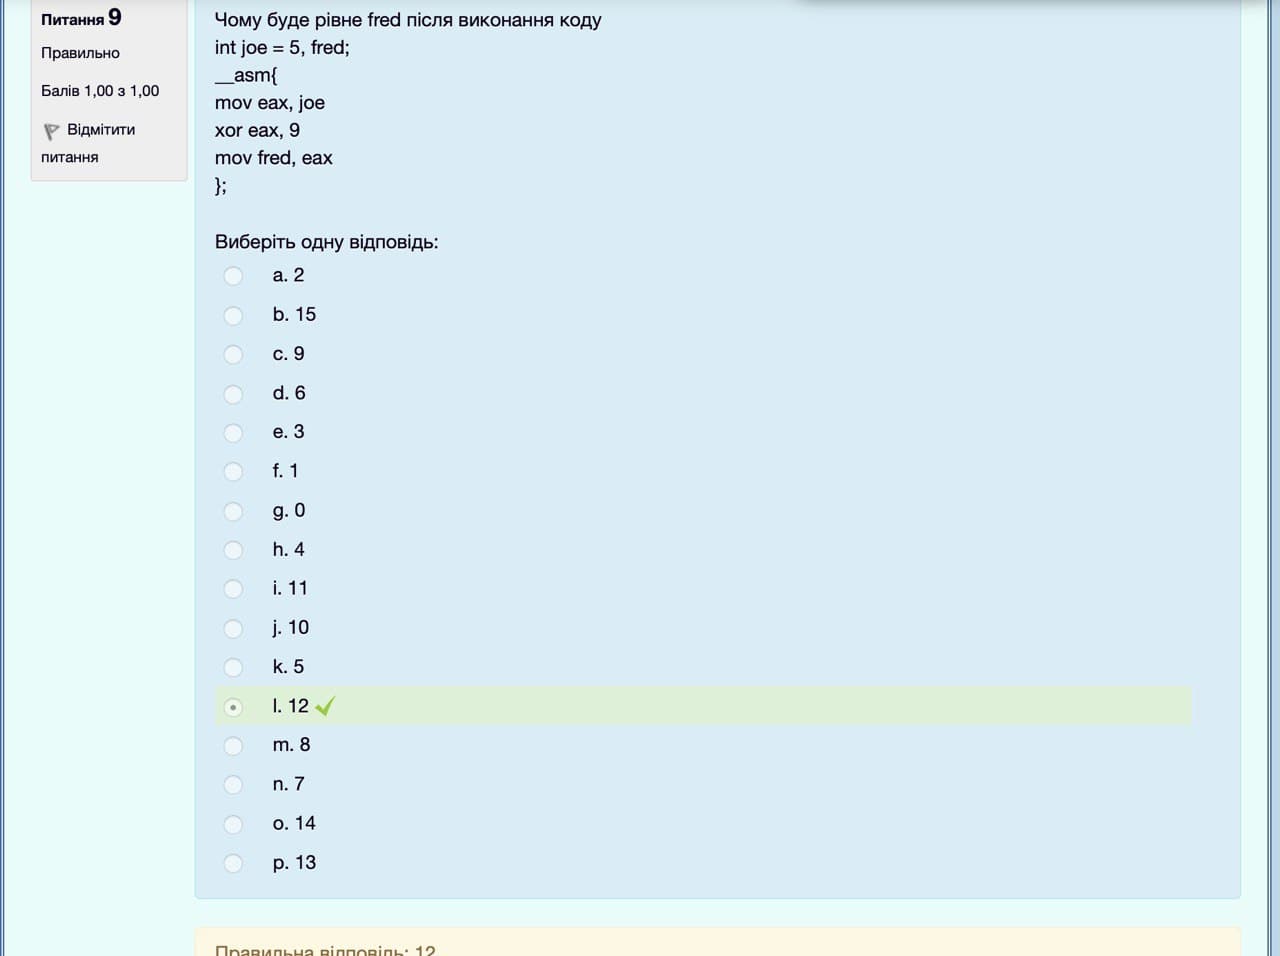 Питання 9
Правильно
Балів 1,00 з 1,00
Відмітити
питання
Чому буде рівне fred після виконання коду
int joe = 5, fred;
__asm{
mov eax, joe
xor eax, 9
mov fred, eax
};
Виберіть одну відповідь:
a. 2
b. 15
c. 9
d. 6
e. 3
f. 1
g. 0
h. 4
i. 11
j. 10
k. 5
l. 12
m. 8
n. 7
o. 14
p. 13
Правильна відповідь: 12